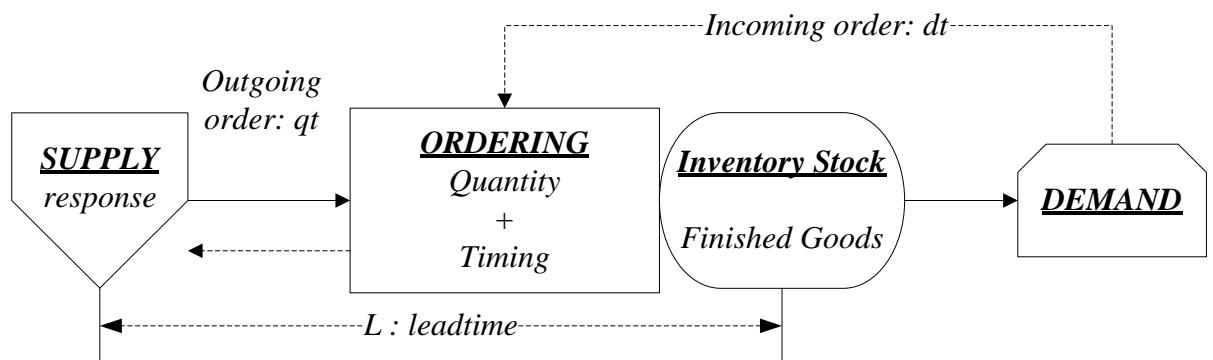 Incoming order: dt
Outgoing
order: qt
SUPPLY
response
ORDERING
Quantity
+
Timing
Inventory Stock
Finished Goods
DEMAND
L : leadtime